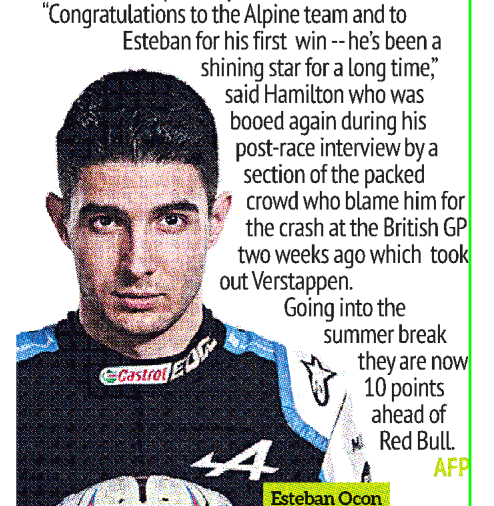 “Congratulations to the Alpine team and to
Esteban for his first win -- he’s been a
shining star for a long time,”
said Hamilton who was
booed again during his
post-race interview by a
section of the packed
crowd who blame him for
the crash at the British GP
two weeks ago which took
out Verstappen.
Going into the
summer break
they are now
10 points
ahead of
Red Bull.
AFP
Castrol EDGE
Esteban Ocon